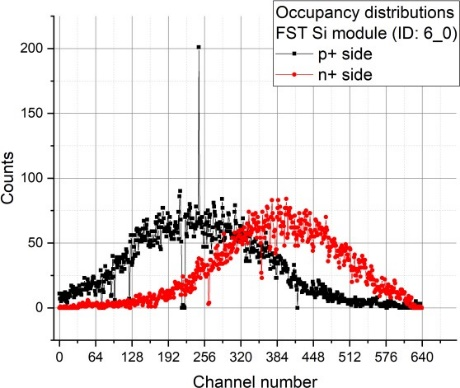 Occupancy distributions
FST Si module (ID: 6_0)
p+ side
n+ side
200
150
100
50
0
Counts
0 64 128 192 256 320 384 448 512 576 640
Channel number